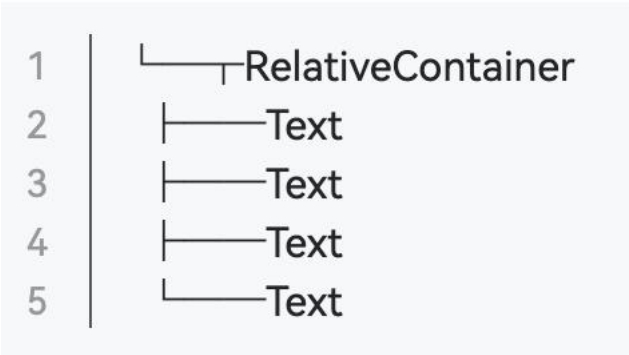 1 └──┬─RelativeContainer
2 ├───Text
3 ├───Text
4 ├───Text
5 └───Text